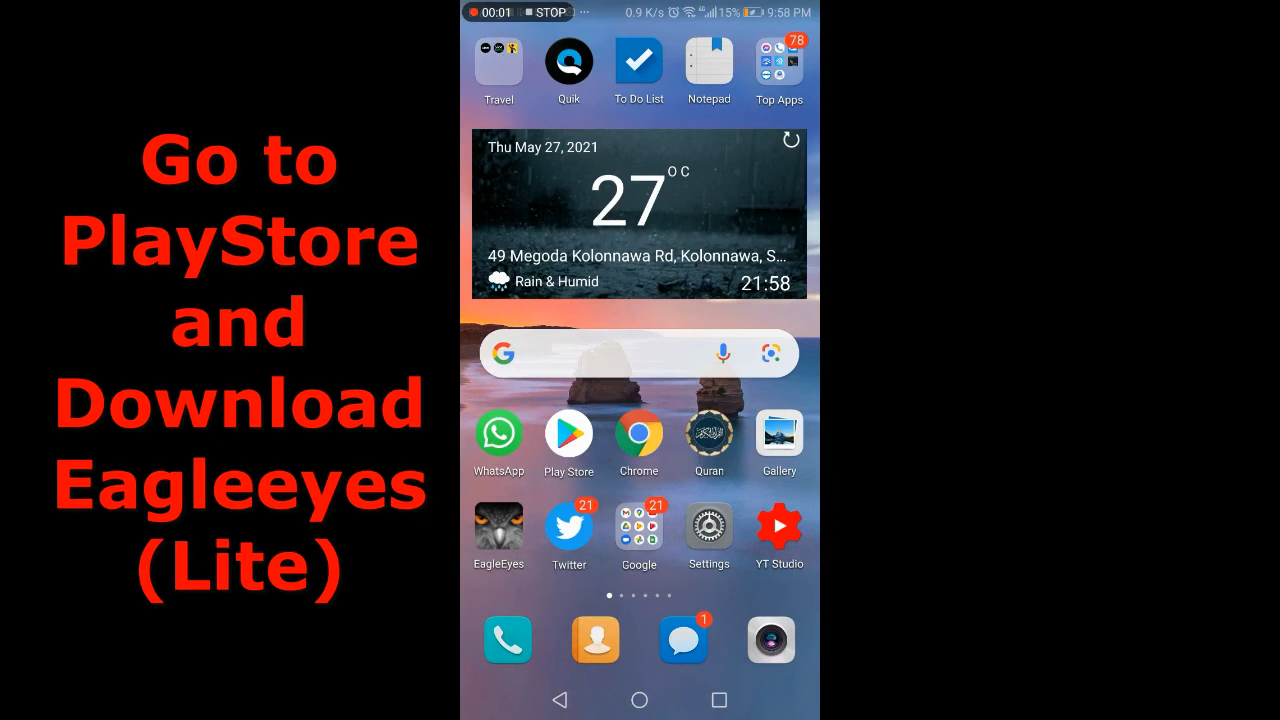 Go to
PlayStore
and
Download
Eagleeyes
(Lite)
00:01 STOP ... 0.9 K/s 15% 9:58 PM
78
Travel Quik To Do List Notepad Top Apps
Thu May 27, 2021
27 O C
49 Megoda Kolonnawa Rd, Kolonnawa, S...
Rain & Humid 21:58
WhatsApp Play Store Chrome Quran Gallery
21 21
EagleEyes Twitter Google Settings YT Studio
1